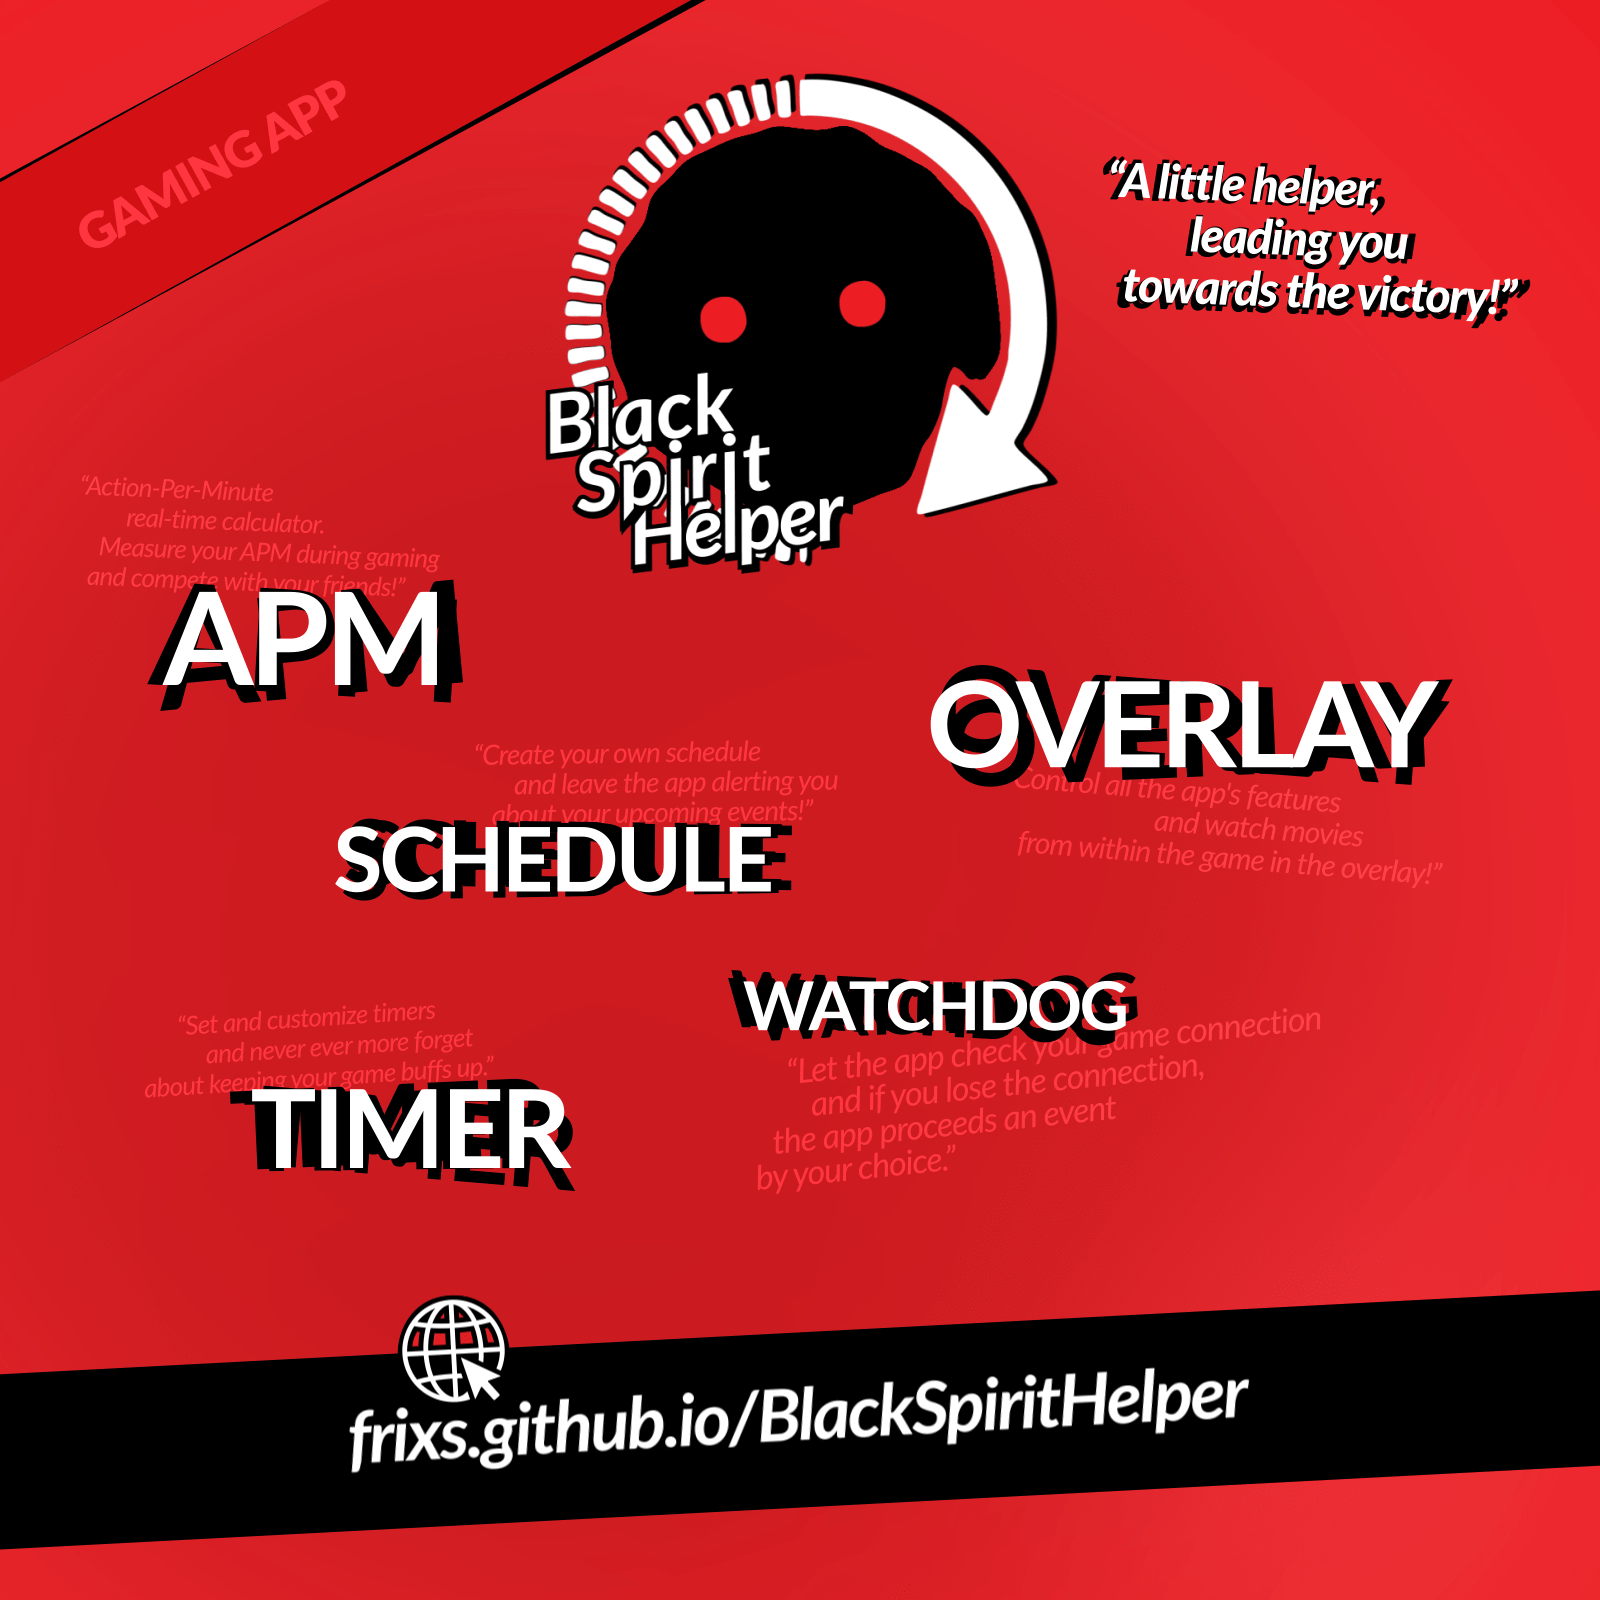 GAMING APP
“A little helper,
leading you
towards the victory!”
Black
Spirit
Helper
“Action-Per-Minute
real-time calculator.
Measure your APM during gaming
and compete with your friends!”
APM
OVERLAY
Control all the app's features
and watch movies
from within the game in the overlay!”
“Create your own schedule
and leave the app alerting you
about your upcoming events!”
SCHEDULE
WATCHDOG
“Let the app check your game connection
and if you lose the connection,
the app proceeds an event
by your choice.”
“Set and customize timers
and never ever more forget
about keeping your game buffs up.”
TIMER
frixs.github.io/BlackSpiritHelper